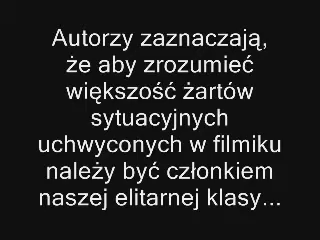 Autorzy zaznaczają,
że aby zrozumieć
większość żartów
sytuacyjnych
uchwyconych w filmiku
należy być członkiem
naszej elitarnej klasy...